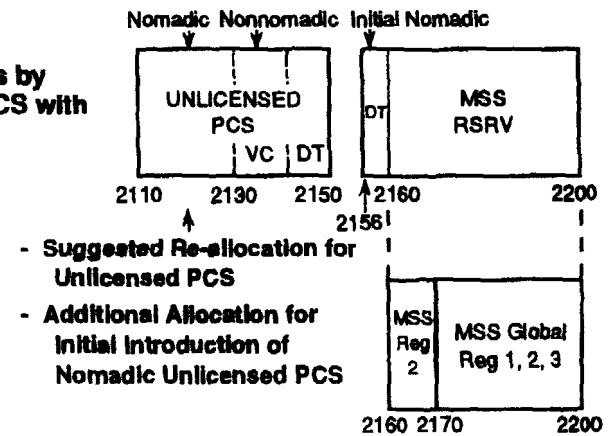 Nomadic Nonnomadic Initial Nomadic
s by
CS with
UNLICENSED
PCS
VC DT
DT
MSS
RSRV
2110 2130 2150 2160 2200
2156
- Suggested Re-allocation for
Unlicensed PCS
- Additional Allocation for
Initial Introduction of
Nomadic Unlicensed PCS
MSS
Reg
2
MSS Global
Reg 1, 2, 3
2160 2170 2200